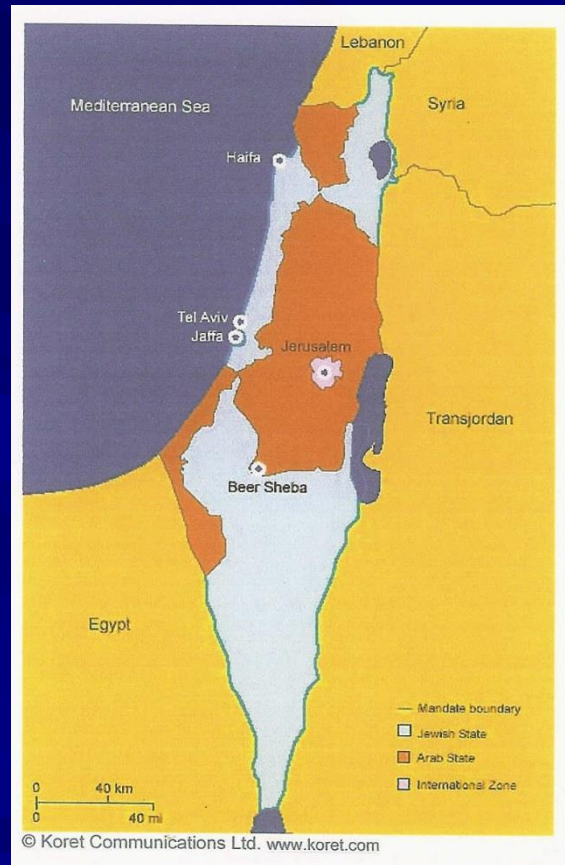 Lebanon
Mediterranean Sea
Syria
Haifa
Tel Aviv
Jaffa
Jerusalem
Transjordan
Beer Sheba
Egypt
Mandate boundary
Jewish State
Arab State
International Zone
0 40 km
0 40 mi
© Koret Communications Ltd. www.koret.com